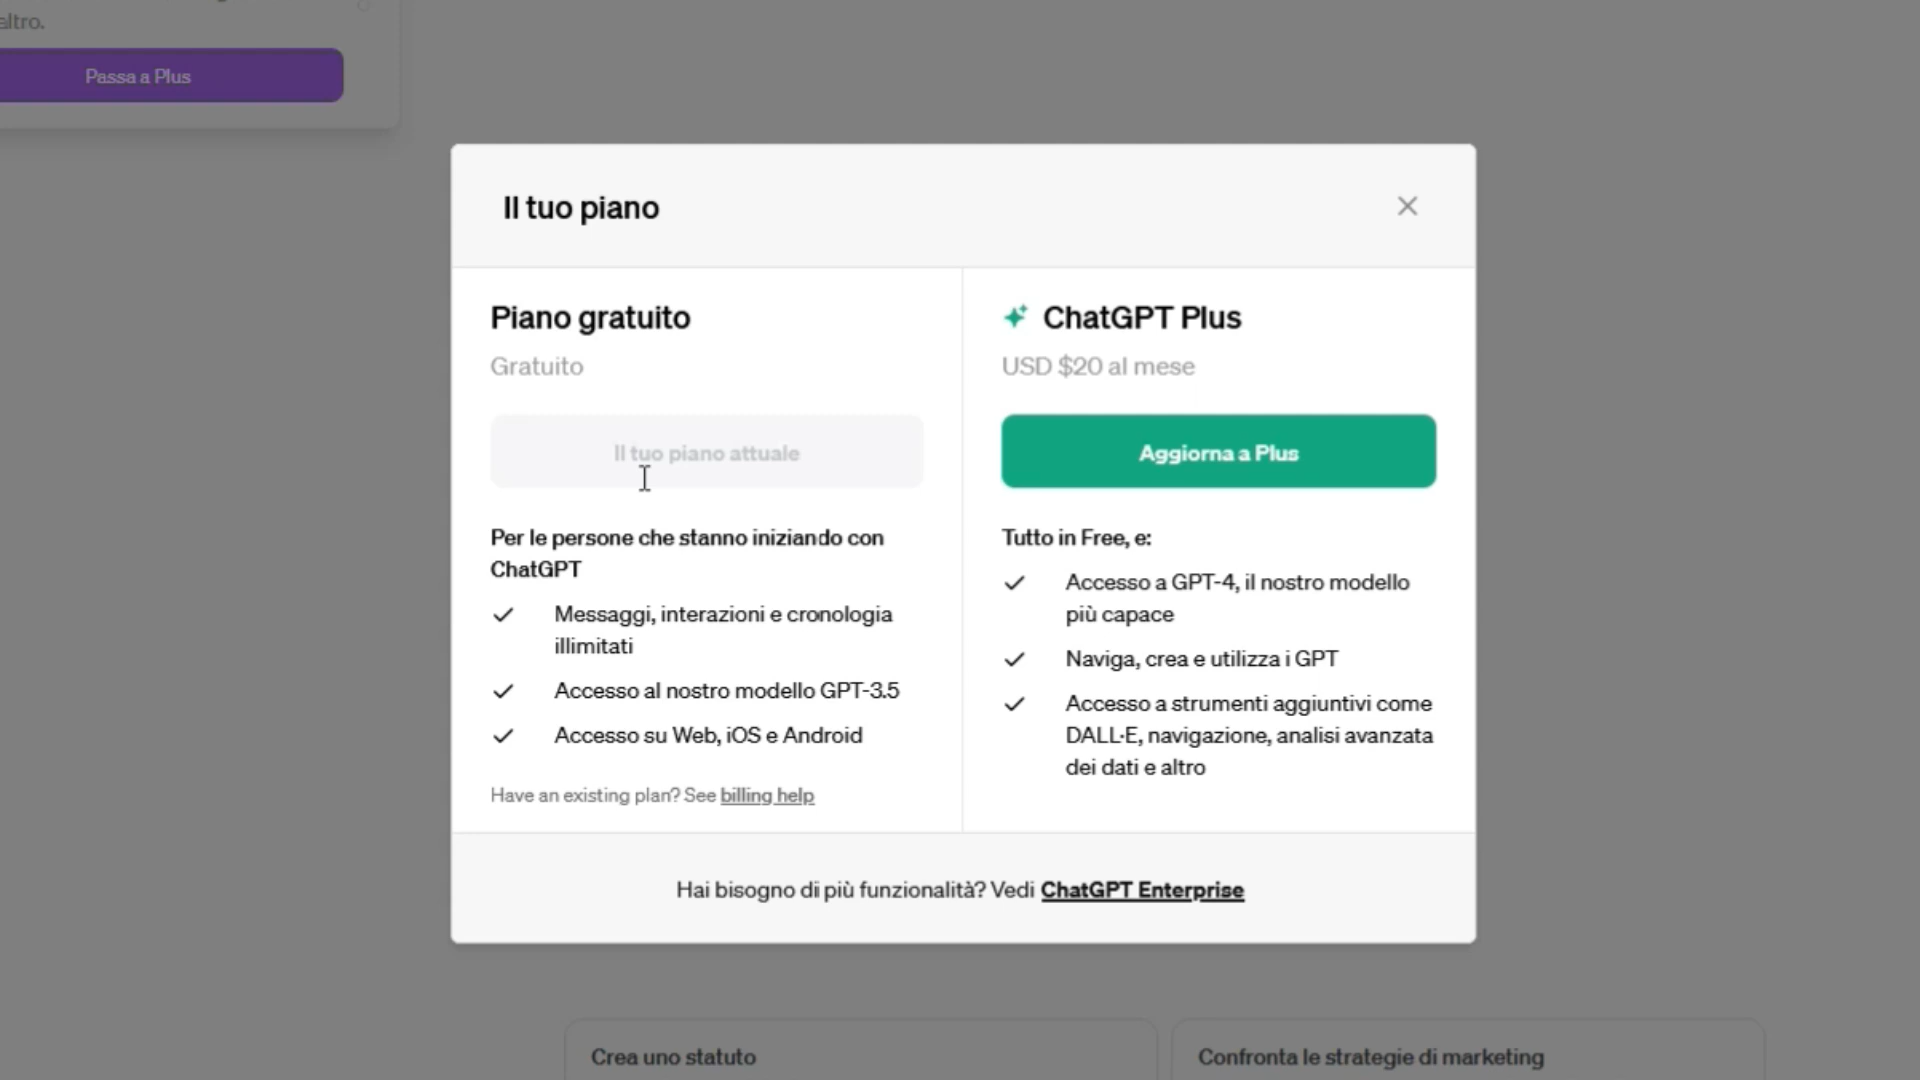 altro.
Passa a Plus
Il tuo piano
Piano gratuito
Gratuito
Il tuo piano attuale
Per le persone che stanno iniziando con
ChatGPT
Messaggi, interazioni e cronologia
illimitati
Accesso al nostro modello GPT-3.5
Accesso su Web, iOS e Android
Have an existing plan? See billing help
ChatGPT Plus
USD $20 al mese
Aggiorna a Plus
Tutto in Free, e:
Accesso a GPT-4, il nostro modello
più capace
Naviga, crea e utilizza i GPT
Accesso a strumenti aggiuntivi come
DALL·E, navigazione, analisi avanzata
dei dati e altro
Hai bisogno di più funzionalità? Vedi ChatGPT Enterprise
Crea uno statuto
Confronta le strategie di marketing